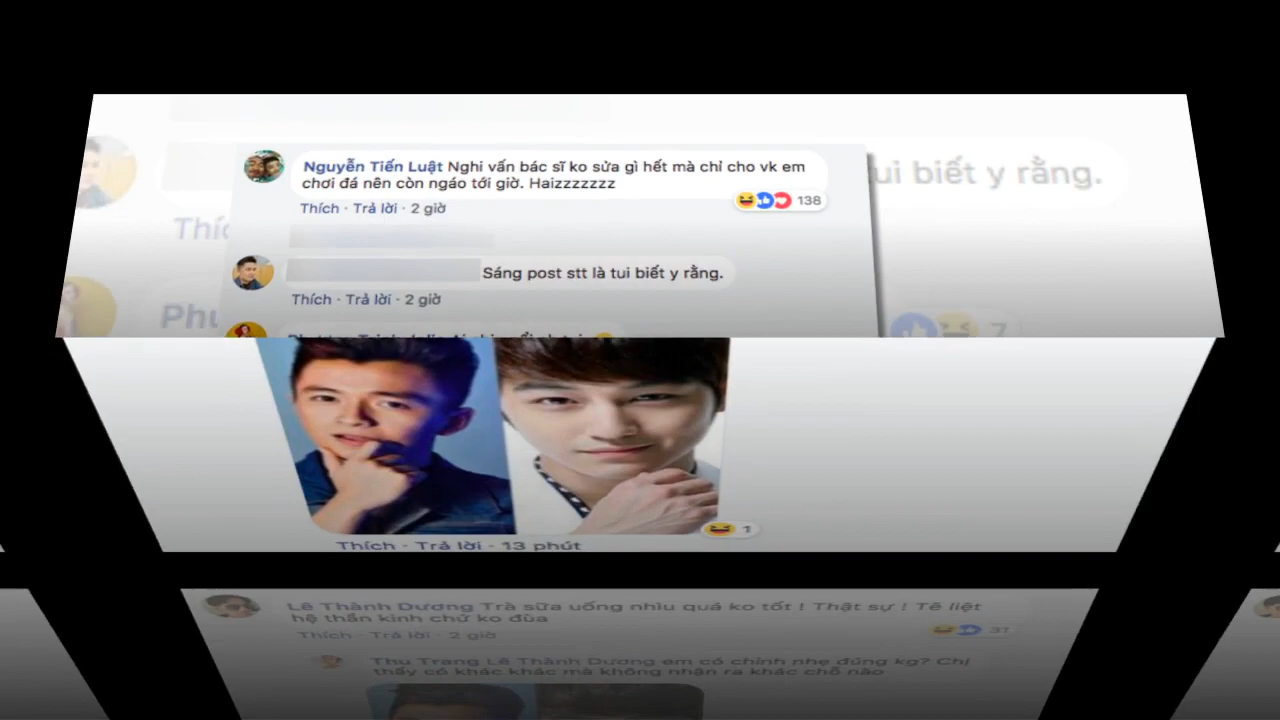 Nguyễn Tiến Luật Nghi vấn bác sĩ ko sửa gì hết mà chỉ cho vk em
chơi đá nên còn ngáo tới giờ. Haizzzzzzz
138
Thích · Trả lời · 2 giờ
tui biết y rằng.
Thíc
Sáng post stt là tui biết y rằng.
Thích · Trả lời · 2 giờ
Phu
7
1
Thích · Trả lời · 13 phút
Lê Thành Dương Trà sữa uống nhìu quá ko tốt ! Thật sự ! Tê liệt
hệ thần kinh chứ ko đùa
31
Thích · Trả lời · 2 giờ
Thu Trang Lê Thành Dương em có chỉnh nhẹ đúng kg? Chị
thấy có khác khác mà không nhận ra khác chỗ nào